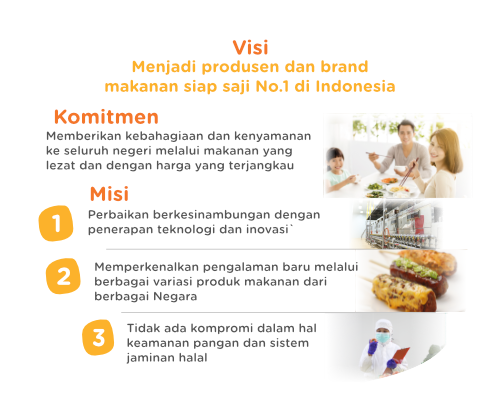 Visi
Menjadi produsen dan brand
makanan siap saji No.1 di Indonesia
Komitmen
Memberikan kebahagiaan dan kenyamanan
ke seluruh negeri melalui makanan yang
lezat dan dengan harga yang terjangkau
Misi
1
Perbaikan berkesinambungan dengan
penerapan teknologi dan inovasi`
2
Memperkenalkan pengalaman baru melalui
berbagai variasi produk makanan dari
berbagai Negara
3
Tidak ada kompromi dalam hal
keamanan pangan dan sistem
jaminan halal